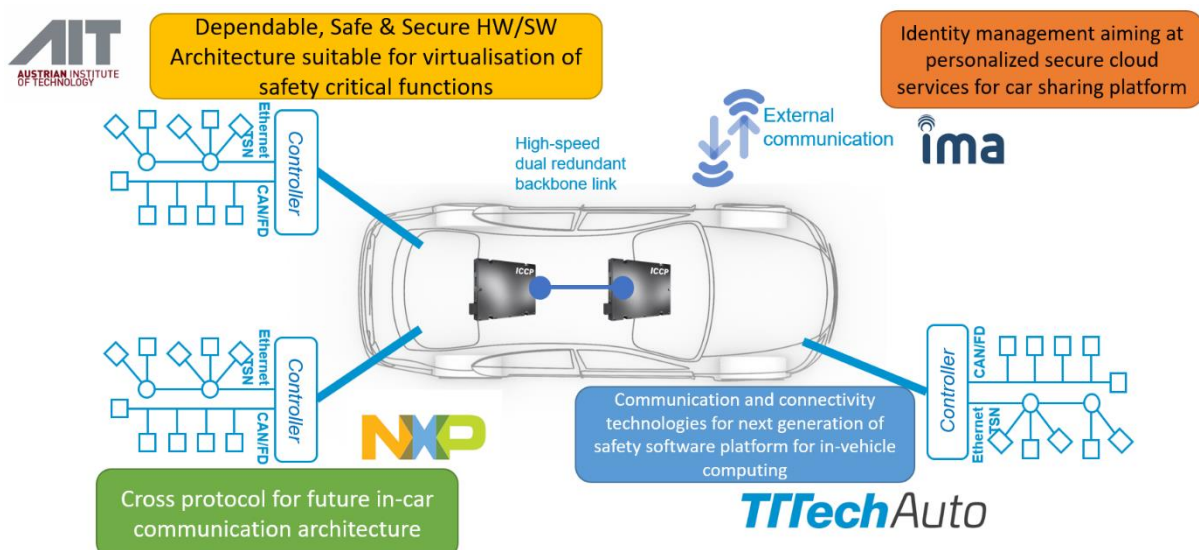 AIT
AUSTRIAN INSTITUTE
OF TECHNOLOGY
Dependable, Safe & Secure HW/SW
Architecture suitable for virtualisation of
safety critical functions
Identity management aiming at
personalized secure cloud
services for car sharing platform
ima
External
communication
High-speed
dual redundant
backbone link
Ethernet
TSN
CAN/FD
Controller
ICCP
ICCP
Ethernet
TSN
CAN/FD
Controller
NXP
Cross protocol for future in-car
communication architecture
Communication and connectivity
technologies for next generation of
safety software platform for in-vehicle
computing
Controller
CAN/FD
Ethernet
TSN
TTTechAuto